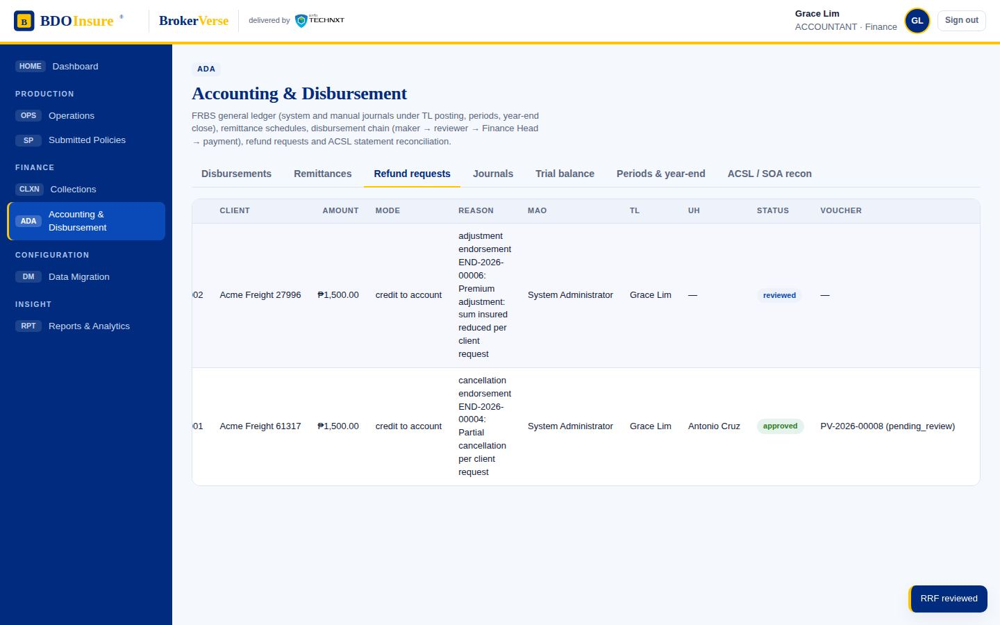 B BDOInsure ®
BrokerVerse
delivered by
TECHNXT
Grace Lim
ACCOUNTANT · Finance
GL
Sign out
HOME Dashboard
PRODUCTION
OPS Operations
SP Submitted Policies
FINANCE
CLXN Collections
ADA Accounting &
Disbursement
CONFIGURATION
DM Data Migration
INSIGHT
RPT Reports & Analytics
ADA
Accounting & Disbursement
FRBS general ledger (system and manual journals under TL posting, periods, year-end
close), remittance schedules, disbursement chain (maker → reviewer → Finance Head
→ payment), refund requests and ACSL statement reconciliation.
Disbursements Remittances Refund requests Journals Trial balance Periods & year-end ACSL / SOA recon
CLIENT AMOUNT MODE REASON MAO TL UH STATUS VOUCHER
02 Acme Freight 27996 ₱1,500.00 credit to account
adjustment
endorsement
END-2026-
00006:
Premium
adjustment:
sum insured
reduced per
client
request
System Administrator Grace Lim — reviewed —
01 Acme Freight 61317 ₱1,500.00 credit to account
cancellation
endorsement
END-2026-
00004:
Partial
cancellation
per client
request
System Administrator Grace Lim Antonio Cruz approved PV-2026-00008 (pending_review)
RRF reviewed